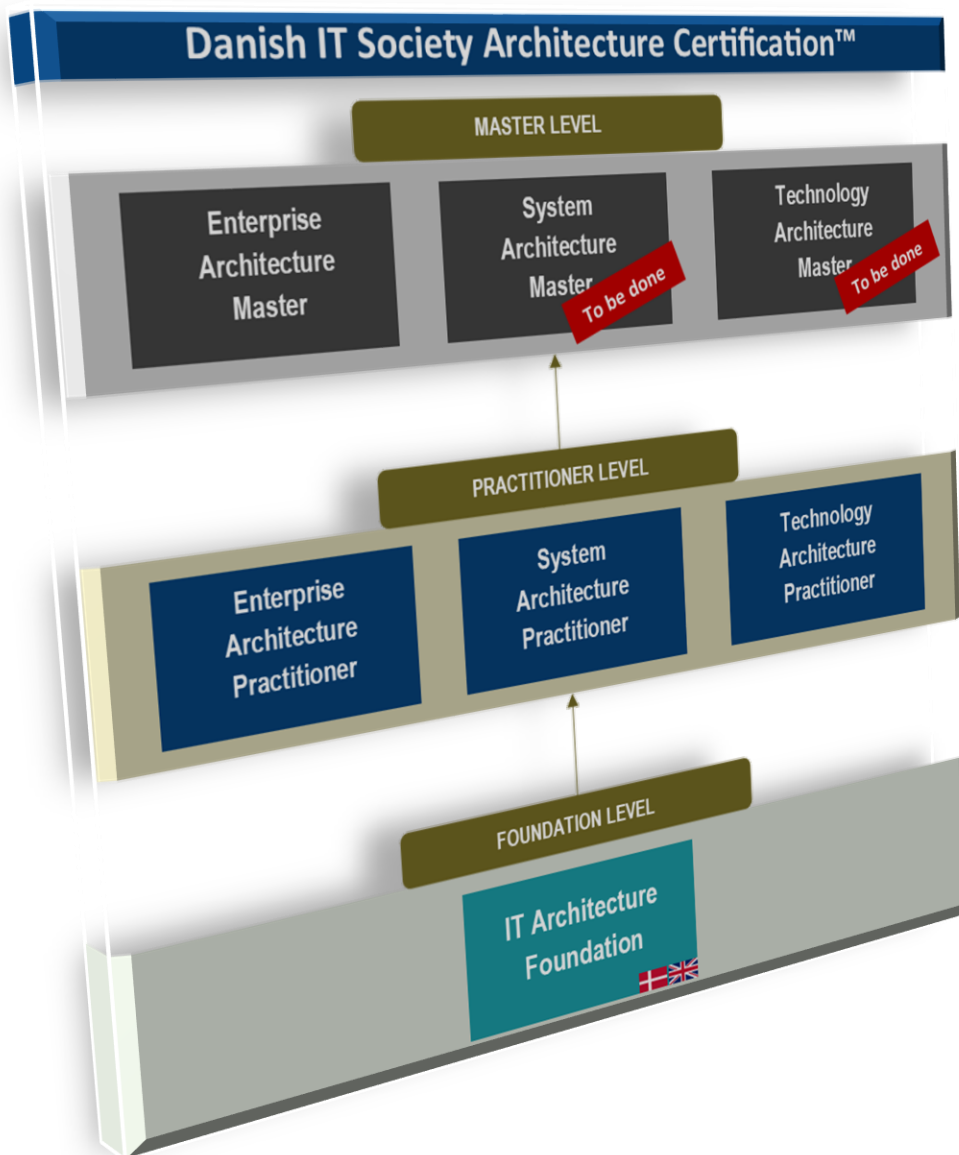 Danish IT Society Architecture Certification™
MASTER LEVEL
Enterprise
Architecture
Master
System
Architecture
Master
To be done
Technology
Architecture
Master
To be done
PRACTITIONER LEVEL
Enterprise
Architecture
Practitioner
System
Architecture
Practitioner
Technology
Architecture
Practitioner
FOUNDATION LEVEL
IT Architecture
Foundation